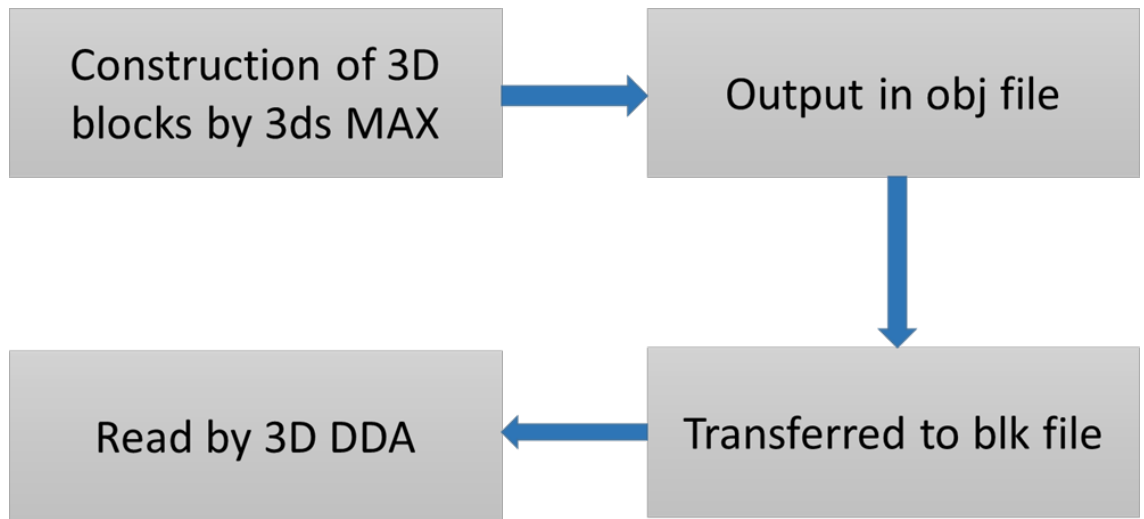 Construction of 3D
blocks by 3ds MAX
Output in obj file
Transferred to blk file
Read by 3D DDA